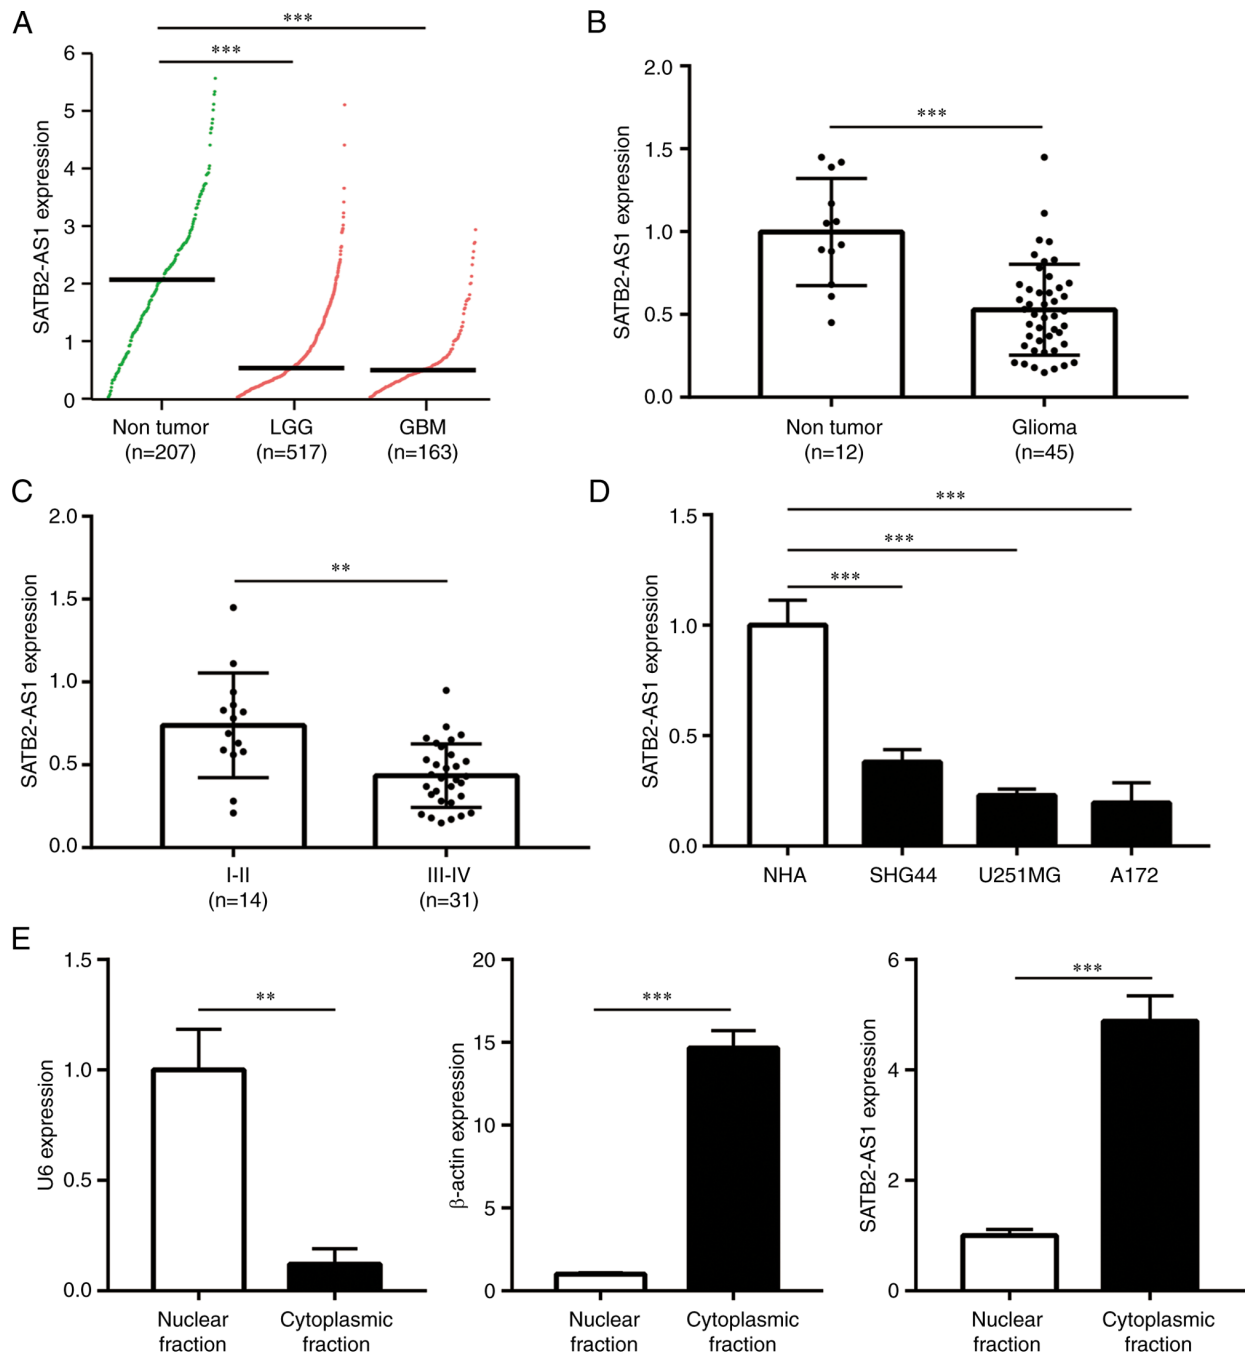 A
***
***
SATB2-AS1 expression
6
5
4
3
2
1
0
Non tumor
(n=207)
LGG
(n=517)
GBM
(n=163)
B
***
SATB2-AS1 expression
2.0
1.5
1.0
0.5
0.0
Non tumor
(n=12)
Glioma
(n=45)
C
**
SATB2-AS1 expression
2.0
1.5
1.0
0.5
0.0
I-II
(n=14)
III-IV
(n=31)
D
***
***
***
SATB2-AS1 expression
1.5
1.0
0.5
0.0
NHA
SHG44
U251MG
A172
E
**
U6 expression
1.5
1.0
0.5
0.0
Nuclear
fraction
Cytoplasmic
fraction
***
β-actin expression
20
15
10
5
0
Nuclear
fraction
Cytoplasmic
fraction
***
SATB2-AS1 expression
6
4
2
0
Nuclear
fraction
Cytoplasmic
fraction